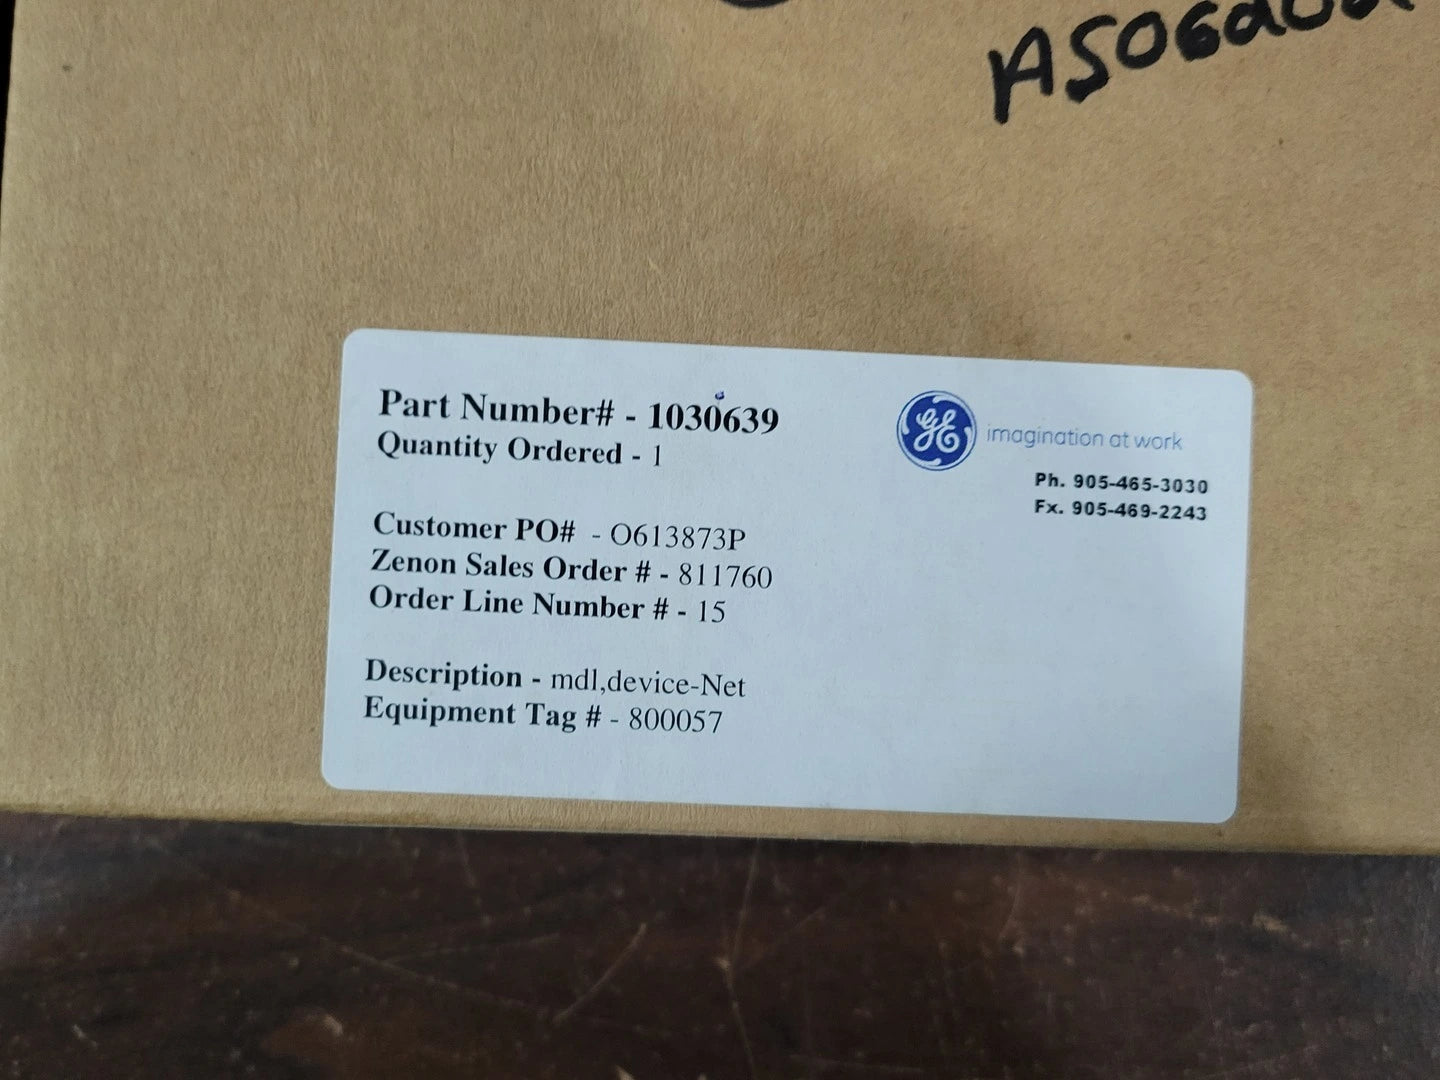 Part Number# - 1030639
Quantity Ordered - 1
GE imagination at work
Ph. 905-465-3030
Fx. 905-469-2243
Customer PO# - O613873P
Zenon Sales Order # - 811760
Order Line Number # - 15
Description - mdl,device-Net
Equipment Tag # - 800057